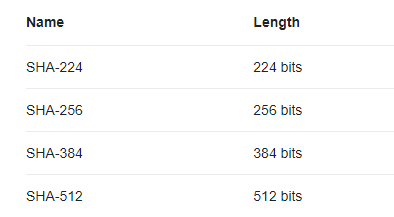 Name Length
SHA-224 224 bits
SHA-256 256 bits
SHA-384 384 bits
SHA-512 512 bits